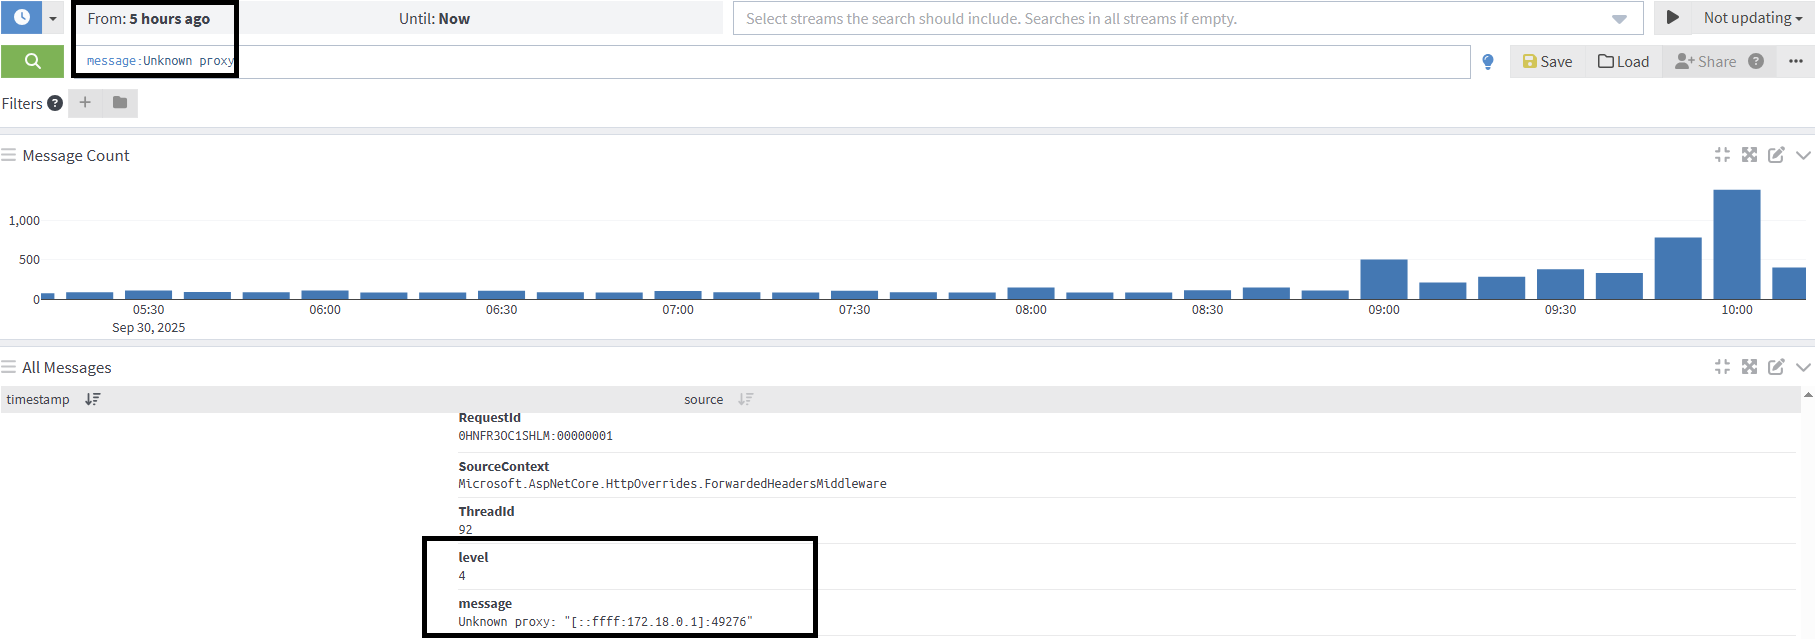 From: 5 hours ago
Until: Now
Select streams the search should include. Searches in all streams if empty.
Not updating
message:Unknown proxy
Save
Load
Share
Filters
Message Count
1,000
500
0
05:30
06:00
06:30
07:00
07:30
08:00
08:30
09:00
09:30
10:00
Sep 30, 2025
All Messages
timestamp
source
RequestId
0HNFR3OC1SHLM:00000001
SourceContext
Microsoft.AspNetCore.HttpOverrides.ForwardedHeadersMiddleware
ThreadId
92
level
4
message
Unknown proxy: "[::ffff:172.18.0.1]:49276"